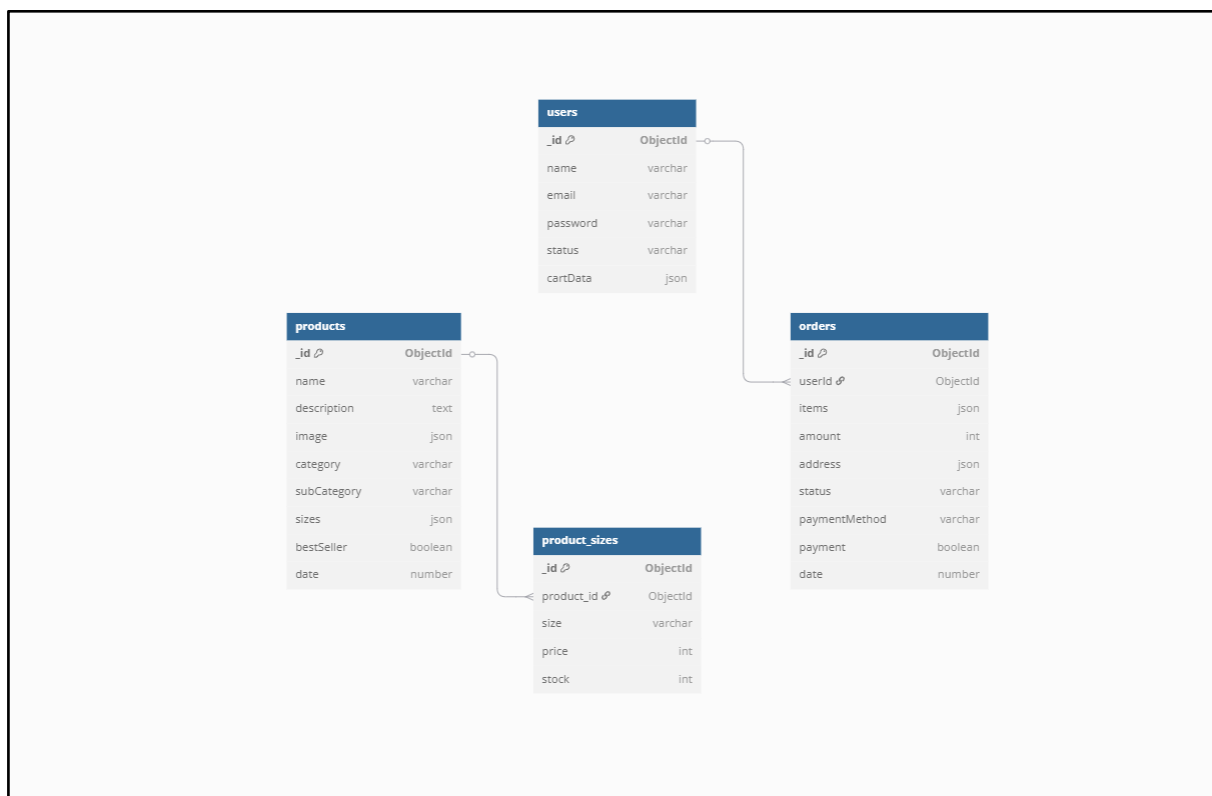 users
_id ObjectId
name varchar
email varchar
password varchar
status varchar
cartData json
products
_id ObjectId
name varchar
description text
image json
category varchar
subCategory varchar
sizes json
bestSeller boolean
date number
orders
_id ObjectId
userId ObjectId
items json
amount int
address json
status varchar
paymentMethod varchar
payment boolean
date number
product_sizes
_id ObjectId
product_id ObjectId
size varchar
price int
stock int